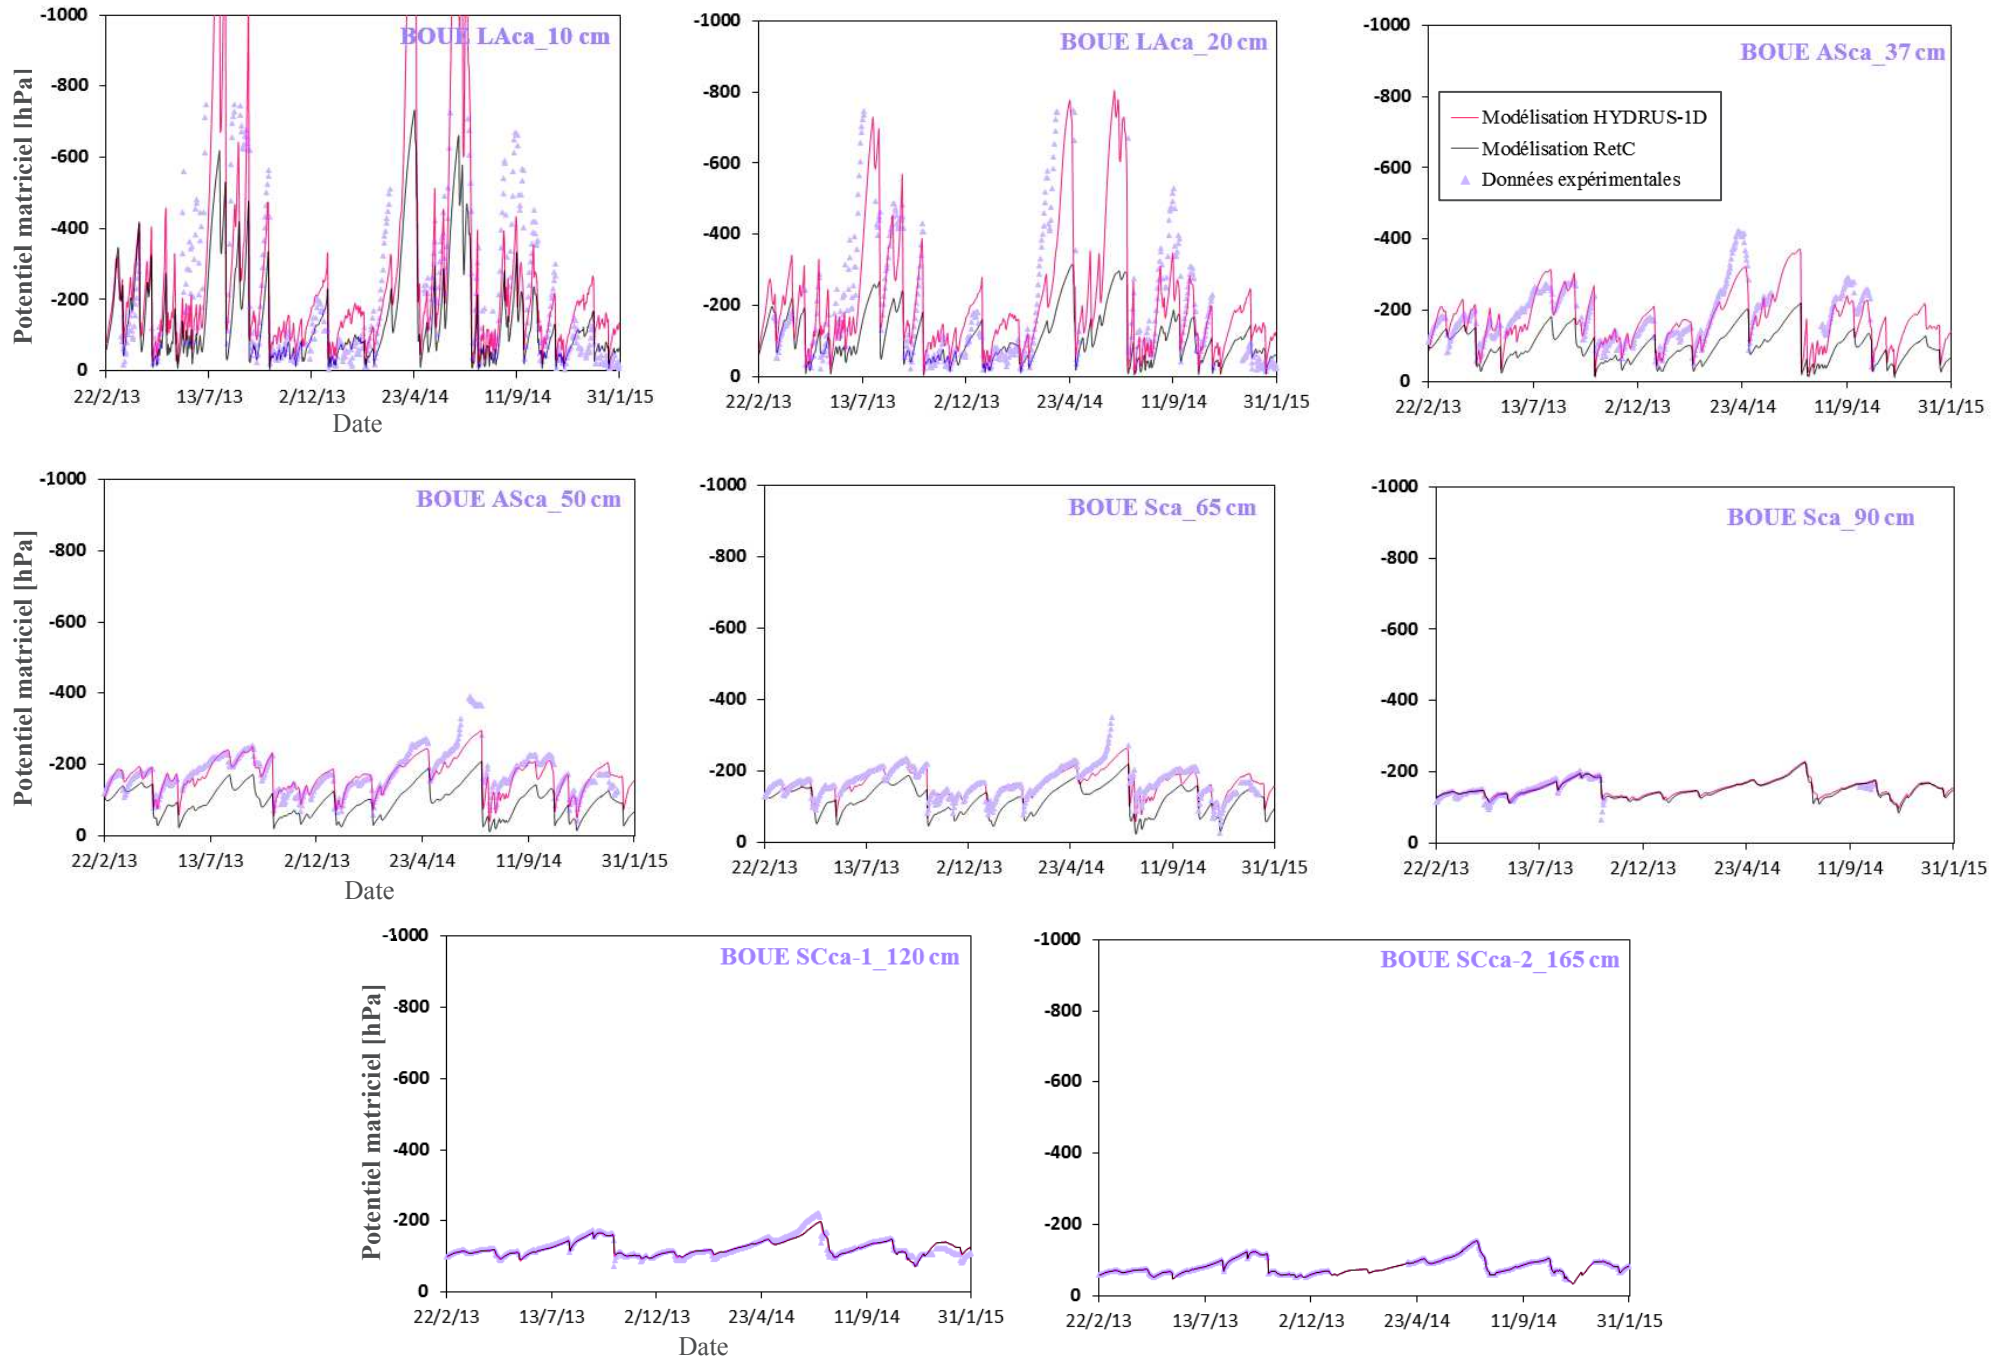 BOUE LAca_10 cm
Potentiel matriciel [hPa]
-1000
-800
-600
-400
-200
0
22/2/13 13/7/13 2/12/13 23/4/14 11/9/14 31/1/15
Date
BOUE LAca_20 cm
-1000
-800
-600
-400
-200
0
22/2/13 13/7/13 2/12/13 23/4/14 11/9/14 31/1/15
BOUE ASca_37 cm
-1000
-800
-600
-400
-200
0
Modélisation HYDRUS-1D
Modélisation RetC
Données expérimentales
22/2/13 13/7/13 2/12/13 23/4/14 11/9/14 31/1/15
BOUE ASca_50 cm
Potentiel matriciel [hPa]
-1000
-800
-600
-400
-200
0
22/2/13 13/7/13 2/12/13 23/4/14 11/9/14 31/1/15
Date
BOUE Sca_65 cm
-1000
-800
-600
-400
-200
0
22/2/13 13/7/13 2/12/13 23/4/14 11/9/14 31/1/15
BOUE Sca_90 cm
-1000
-800
-600
-400
-200
0
22/2/13 13/7/13 2/12/13 23/4/14 11/9/14 31/1/15
BOUE SCca-1_120 cm
Potentiel matriciel [hPa]
-1000
-800
-600
-400
-200
0
22/2/13 13/7/13 2/12/13 23/4/14 11/9/14 31/1/15
Date
BOUE SCca-2_165 cm
-1000
-800
-600
-400
-200
0
22/2/13 13/7/13 2/12/13 23/4/14 11/9/14 31/1/15